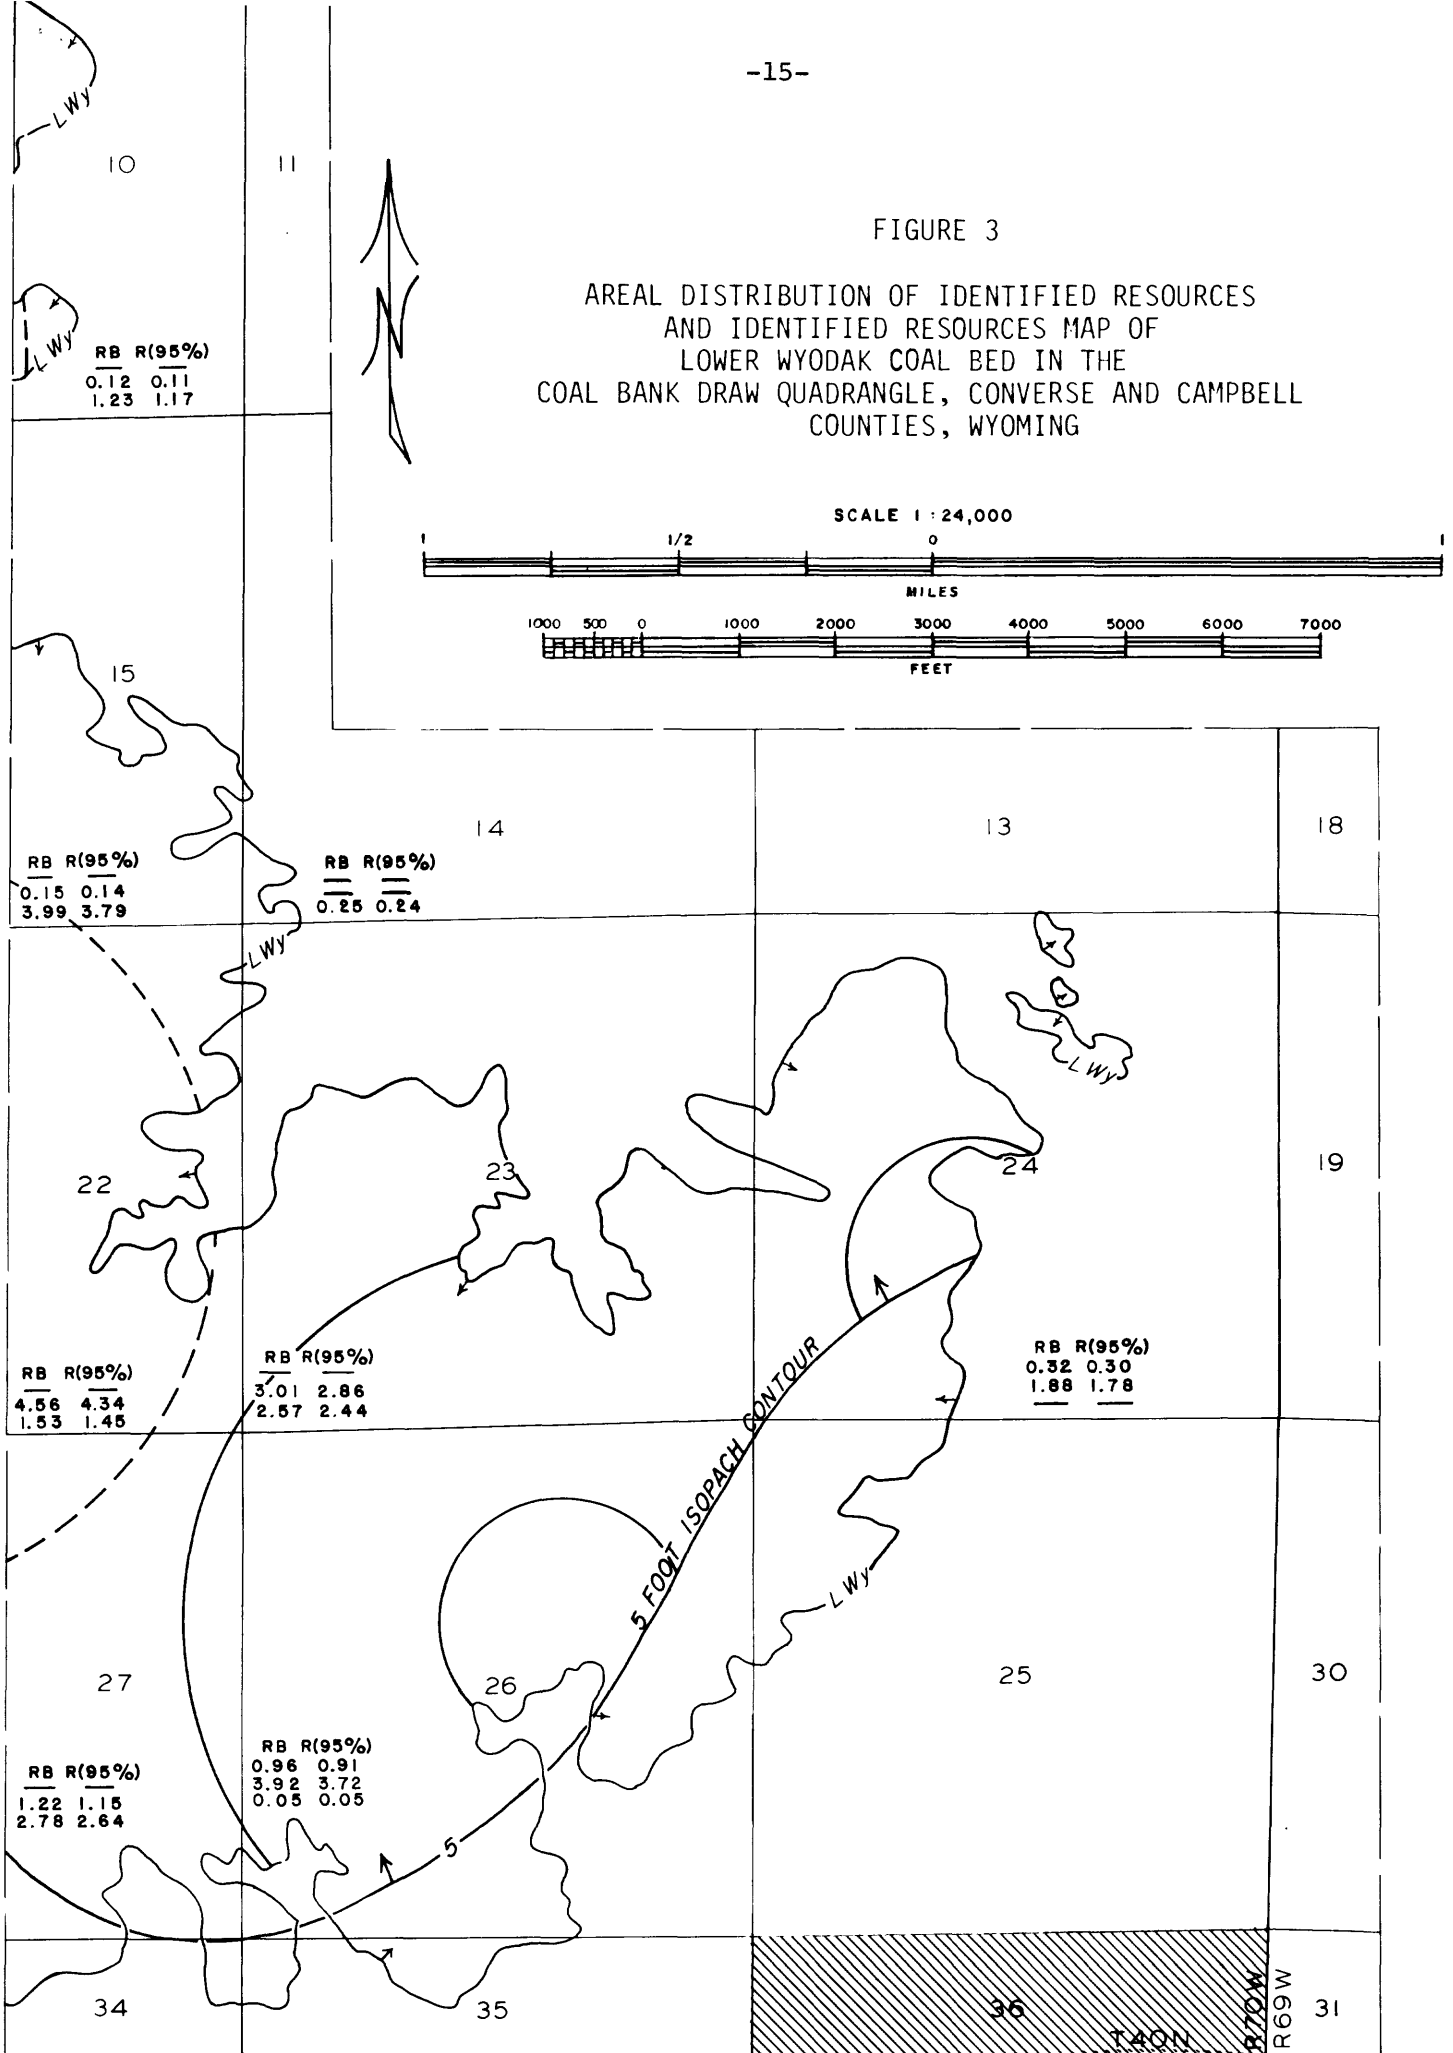 -15-
L Wy
10
11
FIGURE 3
AREAL DISTRIBUTION OF IDENTIFIED RESOURCES
AND IDENTIFIED RESOURCES MAP OF
LOWER WYODAK COAL BED IN THE
COAL BANK DRAW QUADRANGLE, CONVERSE AND CAMPBELL
COUNTIES, WYOMING
L Wy
RB R(95%)
0.12 0.11
1.23 1.17
SCALE 1 : 24,000
1 1/2 0 1
MILES
1000 500 0 1000 2000 3000 4000 5000 6000 7000
FEET
15
14
13
18
RB R(95%)
0.15 0.14
3.99 3.79
RB R(95%)
0.25 0.24
L Wy
L Wy
22
23
24
19
RB R(95%)
4.56 4.34
1.53 1.45
RB R(95%)
3.01 2.86
2.57 2.44
RB R(95%)
0.32 0.30
1.88 1.78
5 FOOT ISOPACH CONTOUR
L Wy
27
26
25
30
RB R(95%)
1.22 1.15
2.78 2.64
RB R(95%)
0.96 0.91
3.92 3.72
0.05 0.05
5
34
35
36
31
T40N
R70W
R69W